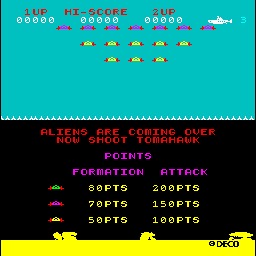 1UP HI-SCORE 2UP
00000 00000 00000 3
ALIENS ARE COMING OVER
NOW SHOOT TOMAHAWK
POINTS
FORMATION ATTACK
80PTS 200PTS
70PTS 150PTS
50PTS 100PTS
©DECO